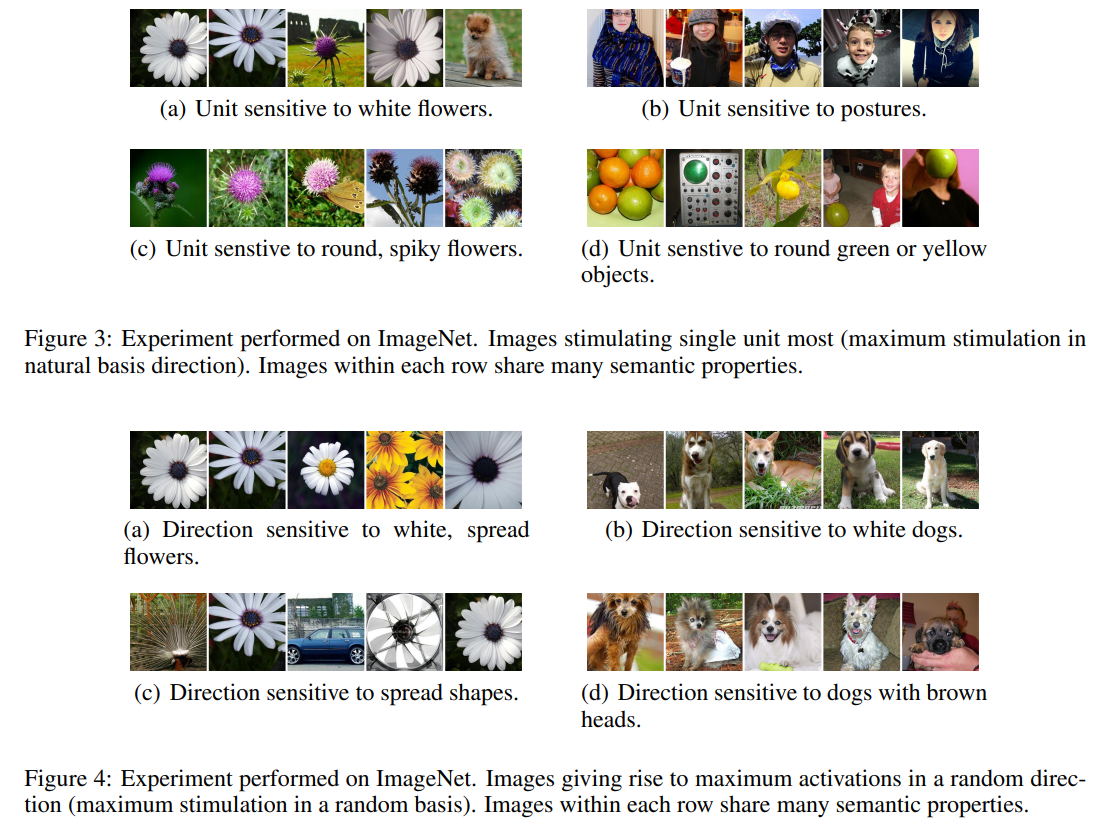 (a) Unit sensitive to white flowers.
(b) Unit sensitive to postures.
(c) Unit senstive to round, spiky flowers.
(d) Unit senstive to round green or yellow
objects.
Figure 3: Experiment performed on ImageNet. Images stimulating single unit most (maximum stimulation in
natural basis direction). Images within each row share many semantic properties.
(a) Direction sensitive to white, spread
flowers.
(b) Direction sensitive to white dogs.
(c) Direction sensitive to spread shapes.
(d) Direction sensitive to dogs with brown
heads.
Figure 4: Experiment performed on ImageNet. Images giving rise to maximum activations in a random direc-
tion (maximum stimulation in a random basis). Images within each row share many semantic properties.